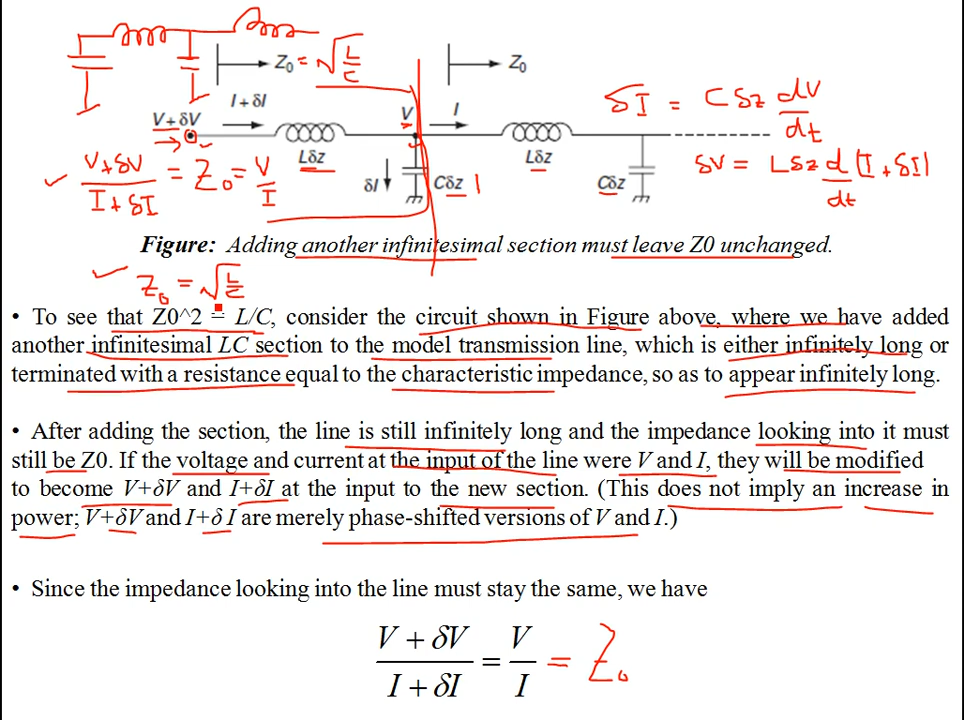 Z₀ = √(L/C)
Z₀
I + δI
V + δV
V
I
LδZ
LδZ
δI
CδZ
CδZ
δI = C δz dV/dt
δV = L δz d/dt (I + δI)
V + δV / I + δI = Z₀ = V/I
Figure: Adding another infinitesimal section must leave Z0 unchanged.
Z₀ = √(L/C)
• To see that Z0^2 = L/C, consider the circuit shown in Figure above, where we have added
another infinitesimal LC section to the model transmission line, which is either infinitely long or
terminated with a resistance equal to the characteristic impedance, so as to appear infinitely long.
• After adding the section, the line is still infinitely long and the impedance looking into it must
still be Z0. If the voltage and current at the input of the line were V and I, they will be modified
to become V+δV and I+δI at the input to the new section. (This does not imply an increase in
power; V+δV and I+δ I are merely phase-shifted versions of V and I.)
• Since the impedance looking into the line must stay the same, we have
V + δV / I + δI = V / I = Z₀